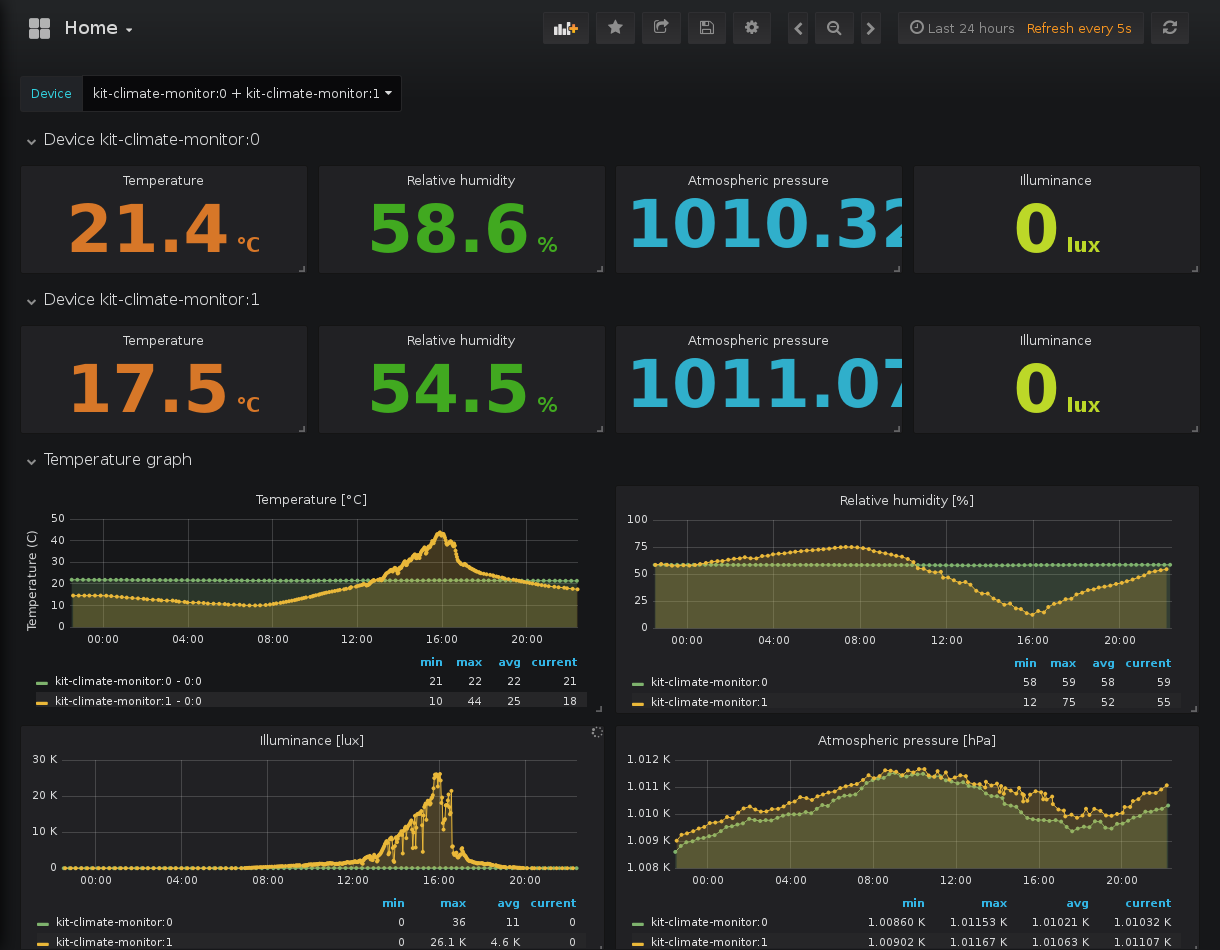 Home
Last 24 hours Refresh every 5s
Device kit-climate-monitor:0 + kit-climate-monitor:1
Device kit-climate-monitor:0
Temperature Relative humidity Atmospheric pressure Illuminance
21.4 °C 58.6 % 1010.32 0 lux
Device kit-climate-monitor:1
Temperature Relative humidity Atmospheric pressure Illuminance
17.5 °C 54.5 % 1011.07 0 lux
Temperature graph
Temperature [°C]
Temperature (C)
50
40
30
20
10
0
00:00 04:00 08:00 12:00 16:00 20:00
min max avg current
kit-climate-monitor:0 - 0:0 21 22 22 21
kit-climate-monitor:1 - 0:0 10 44 25 18
Relative humidity [%]
100
75
50
25
0
00:00 04:00 08:00 12:00 16:00 20:00
min max avg current
kit-climate-monitor:0 58 59 58 59
kit-climate-monitor:1 12 75 52 55
Illuminance [lux]
30 K
20 K
10 K
0
00:00 04:00 08:00 12:00 16:00 20:00
min max avg current
kit-climate-monitor:0 0 36 11 0
kit-climate-monitor:1 0 26.1 K 4.6 K 0
Atmospheric pressure [hPa]
1.012 K
1.011 K
1.010 K
1.009 K
1.008 K
00:00 04:00 08:00 12:00 16:00 20:00
min max avg current
kit-climate-monitor:0 1.00860 K 1.01153 K 1.01021 K 1.01032 K
kit-climate-monitor:1 1.00902 K 1.01167 K 1.01063 K 1.01107 K